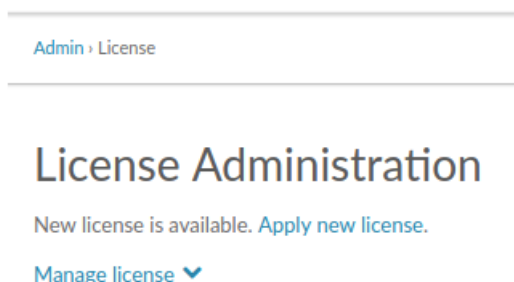 Admin › License
License Administration
New license is available. Apply new license.
Manage license